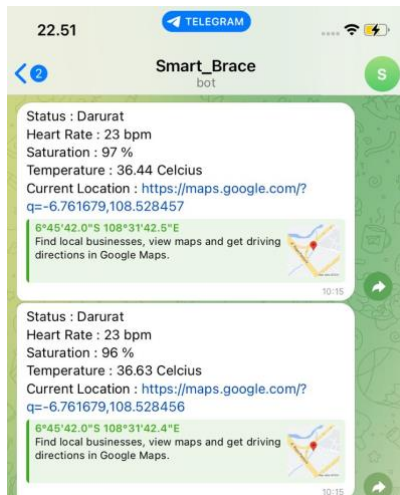 22.51
TELEGRAM
2
Smart_Brace
bot
S
Status : Darurat
Heart Rate : 23 bpm
Saturation : 97 %
Temperature : 36.44 Celcius
Current Location : https://maps.google.com/?
q=-6.761679,108.528457
6°45'42.0"S 108°31'42.5"E
Find local businesses, view maps and get driving
directions in Google Maps.
10:15
Status : Darurat
Heart Rate : 23 bpm
Saturation : 96 %
Temperature : 36.63 Celcius
Current Location : https://maps.google.com/?
q=-6.761679,108.528456
6°45'42.0"S 108°31'42.4"E
Find local businesses, view maps and get driving
directions in Google Maps.
10:15